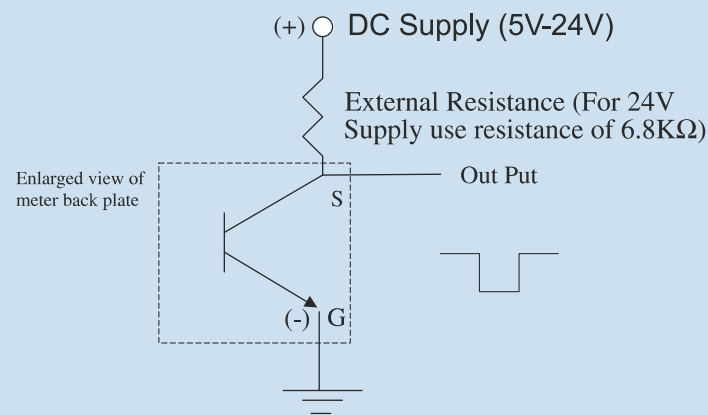 (+) DC Supply (5V-24V)
External Resistance (For 24V
Supply use resistance of 6.8KΩ)
Enlarged view of
meter back plate
Out Put
S
(-) G